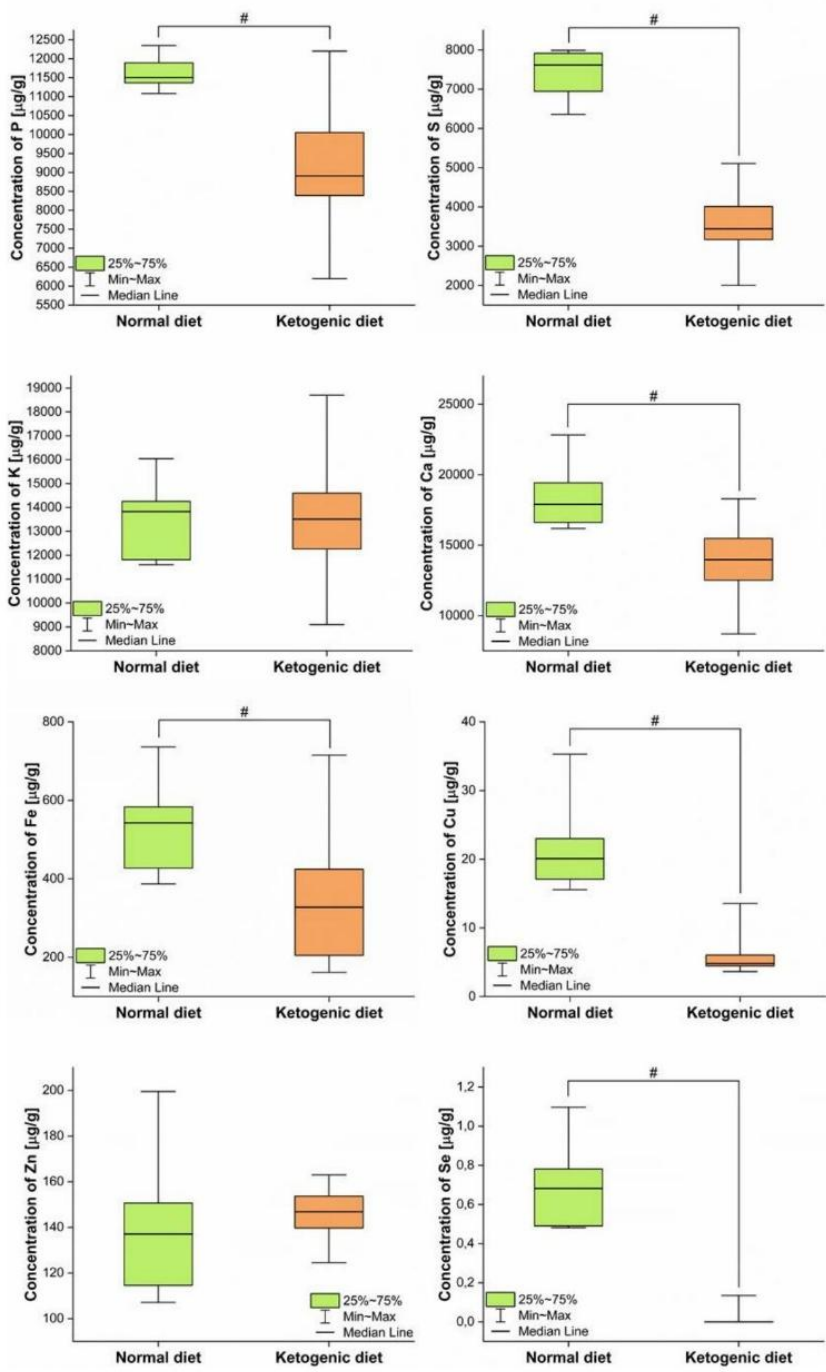 #
Concentration of P [µg/g]
12500
12000
11500
11000
10500
10000
9500
9000
8500
8000
7500
7000
6500
6000
5500
25%~75%
Min~Max
Median Line
Normal diet Ketogenic diet
#
Concentration of S [µg/g]
8000
7000
6000
5000
4000
3000
2000
25%~75%
Min~Max
Median Line
Normal diet Ketogenic diet
Concentration of K [µg/g]
19000
18000
17000
16000
15000
14000
13000
12000
11000
10000
9000
8000
25%~75%
Min~Max
Median Line
Normal diet Ketogenic diet
#
Concentration of Ca [µg/g]
25000
20000
15000
10000
25%~75%
Min~Max
Median Line
Normal diet Ketogenic diet
#
Concentration of Fe [µg/g]
800
600
400
200
25%~75%
Min~Max
Median Line
Normal diet Ketogenic diet
#
Concentration of Cu [µg/g]
40
30
20
10
0
25%~75%
Min~Max
Median Line
Normal diet Ketogenic diet
Concentration of Zn [µg/g]
200
180
160
140
120
100
25%~75%
Min~Max
Median Line
Normal diet Ketogenic diet
#
Concentration of Se [µg/g]
1,2
1,0
0,8
0,6
0,4
0,2
0,0
25%~75%
Min~Max
Median Line
Normal diet Ketogenic diet